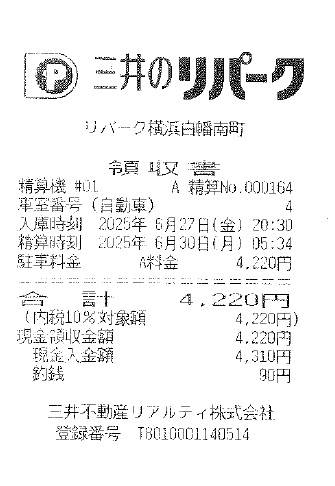 三井のリパーク
リパーク横浜白幡南町
領収書
精算機 #01 A 精算No.000164
車室番号 (自動車) 4
入庫時刻 2025年 6月27日(金) 20:30
精算時刻 2025年 6月30日(月) 05:34
駐車料金 A料金 4,220円
合計 4,220円
(内税10%対象額 4,220円)
現金領収金額 4,220円
現金入金額 4,310円
釣銭 90円
三井不動産リアルティ株式会社
登録番号 T8010001140514